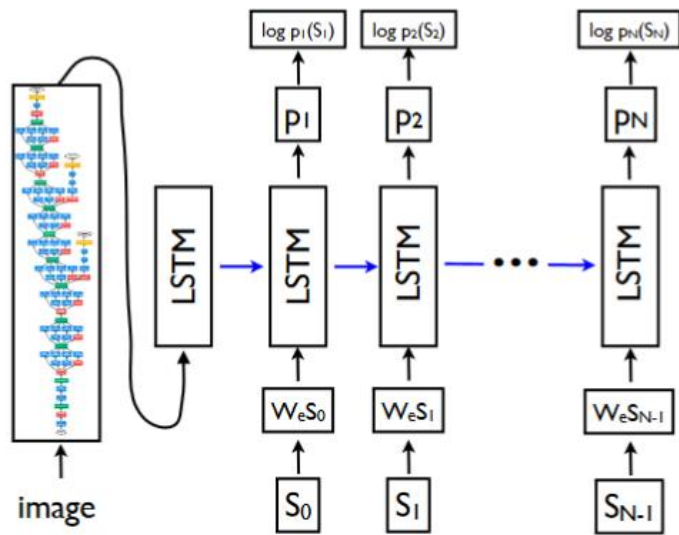 log p₁(S₁) log p₂(S₂) log pN(SN)
p₁ p₂ pN
LSTM LSTM LSTM ••• LSTM
WₑS₀ WₑS₁ WₑSN-1
image S₀ S₁ SN-1